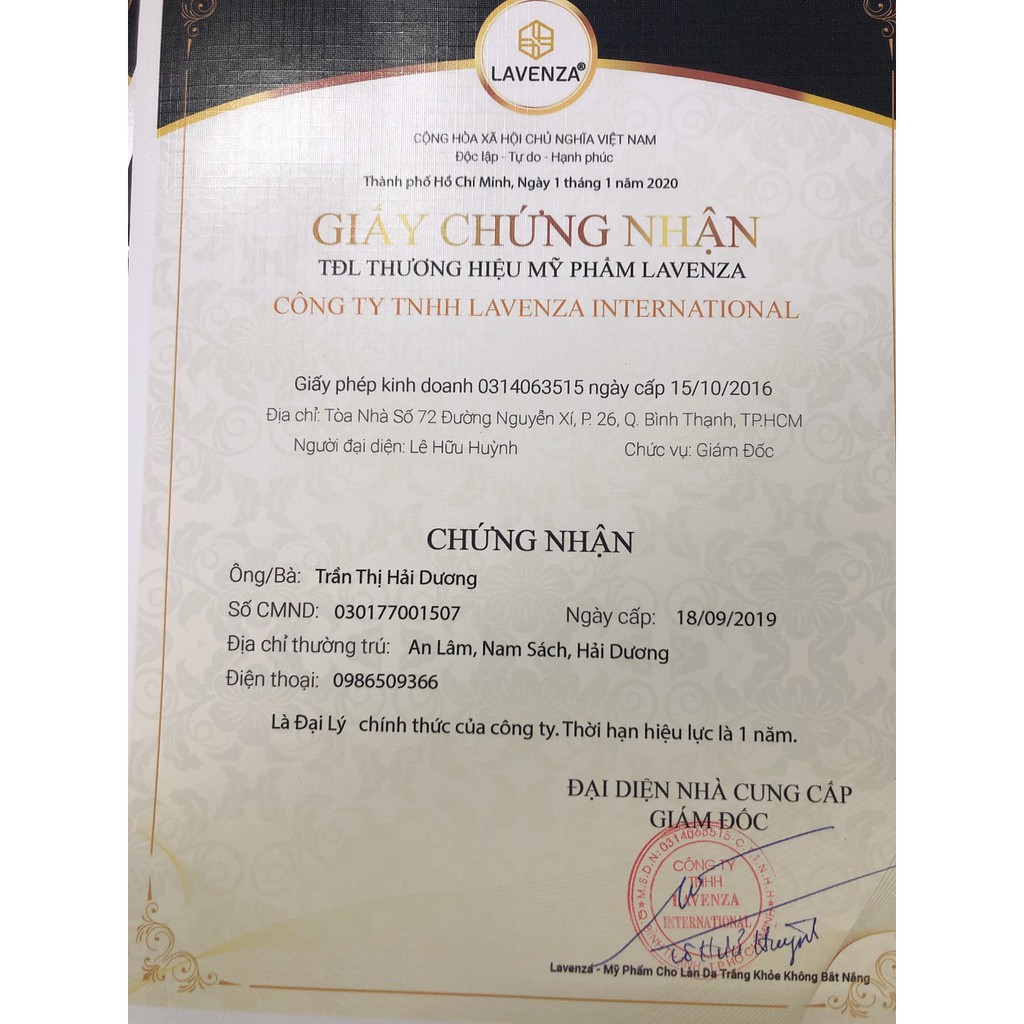 LAVENZA®
CỘNG HÒA XÃ HỘI CHỦ NGHĨA VIỆT NAM
Độc lập - Tự do - Hạnh phúc
Thành phố Hồ Chí Minh, Ngày 1 tháng 1 năm 2020
GIẤY CHỨNG NHẬN
TĐL THƯƠNG HIỆU MỸ PHẨM LAVENZA
CÔNG TY TNHH LAVENZA INTERNATIONAL
Giấy phép kinh doanh 0314063515 ngày cấp 15/10/2016
Địa chỉ: Tòa Nhà Số 72 Đường Nguyễn Xí, P. 26, Q. Bình Thạnh, TP.HCM
Người đại diện: Lê Hữu Huỳnh Chức vụ: Giám Đốc
CHỨNG NHẬN
Ông/Bà: Trần Thị Hải Dương
Số CMND: 030177001507 Ngày cấp: 18/09/2019
Địa chỉ thường trú: An Lâm, Nam Sách, Hải Dương
Điện thoại: 0986509366
Là Đại Lý chính thức của công ty. Thời hạn hiệu lực là 1 năm.
ĐẠI DIỆN NHÀ CUNG CẤP
GIÁM ĐỐC
M.S.D.N: 0314063515-C.T.T.N.H.H
CÔNG TY
TNHH
LAVENZA
INTERNATIONAL
Lê Hữu Huỳnh
Lavenza - Mỹ Phẩm Cho Làn Da Trắng Khỏe Không Bắt Nắng